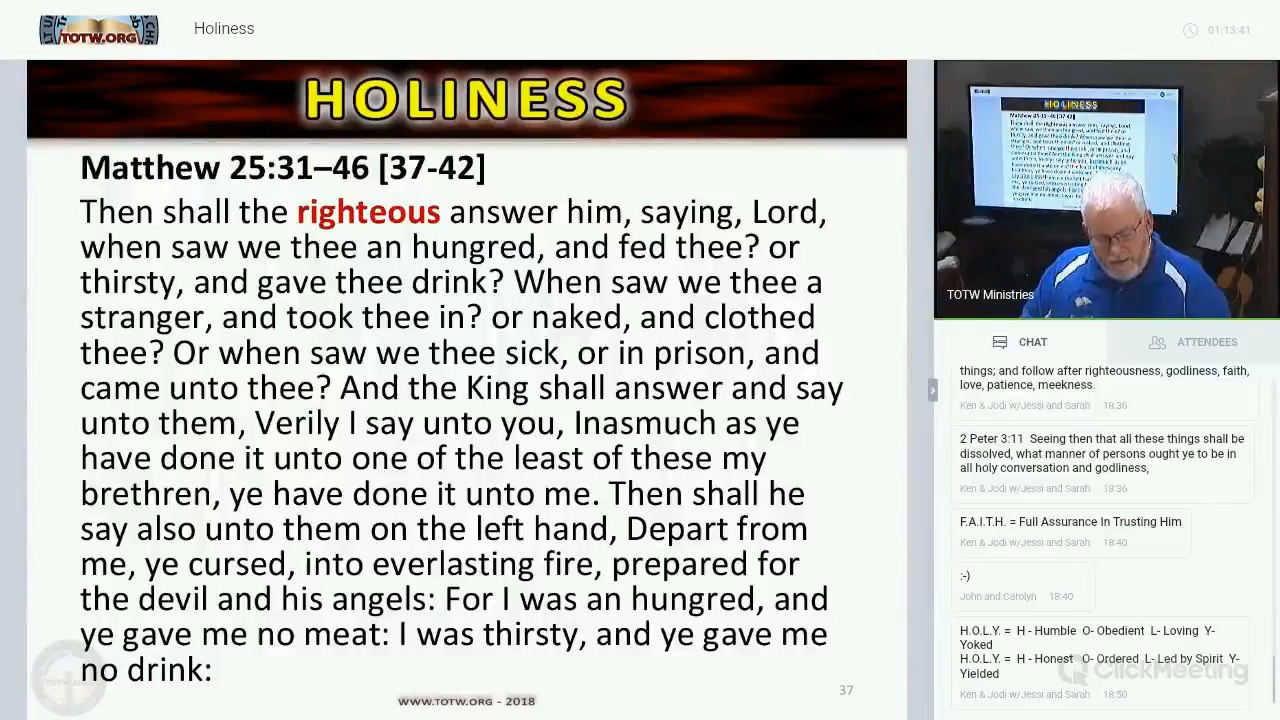 TOTW.ORG
Holiness
01:13:41
HOLINESS
Matthew 25:31–46 [37-42]
Then shall the righteous answer him, saying, Lord,
when saw we thee an hungred, and fed thee? or
thirsty, and gave thee drink? When saw we thee a
stranger, and took thee in? or naked, and clothed
thee? Or when saw we thee sick, or in prison, and
came unto thee? And the King shall answer and say
unto them, Verily I say unto you, Inasmuch as ye
have done it unto one of the least of these my
brethren, ye have done it unto me. Then shall he
say also unto them on the left hand, Depart from
me, ye cursed, into everlasting fire, prepared for
the devil and his angels: For I was an hungred, and
ye gave me no meat: I was thirsty, and ye gave me
no drink:
WWW.TOTW.ORG - 2018
37
HOLINESS
Matthew 25:31–46 [37-42]
TOTW Ministries
CHAT
ATTENDEES
things; and follow after righteousness, godliness, faith,
love, patience, meekness.
Ken & Jodi w/Jessi and Sarah 18:36
2 Peter 3:11 Seeing then that all these things shall be
dissolved, what manner of persons ought ye to be in
all holy conversation and godliness,
Ken & Jodi w/Jessi and Sarah 18:36
F.A.I.T.H. = Full Assurance In Trusting Him
Ken & Jodi w/Jessi and Sarah 18:40
:-)
John and Carolyn 18:40
H.O.L.Y. = H - Humble O- Obedient L- Loving Y-
Yoked
H.O.L.Y. = H - Honest O- Ordered L- Led by Spirit Y-
Yielded
Ken & Jodi w/Jessi and Sarah 18:50
ClickMeeting